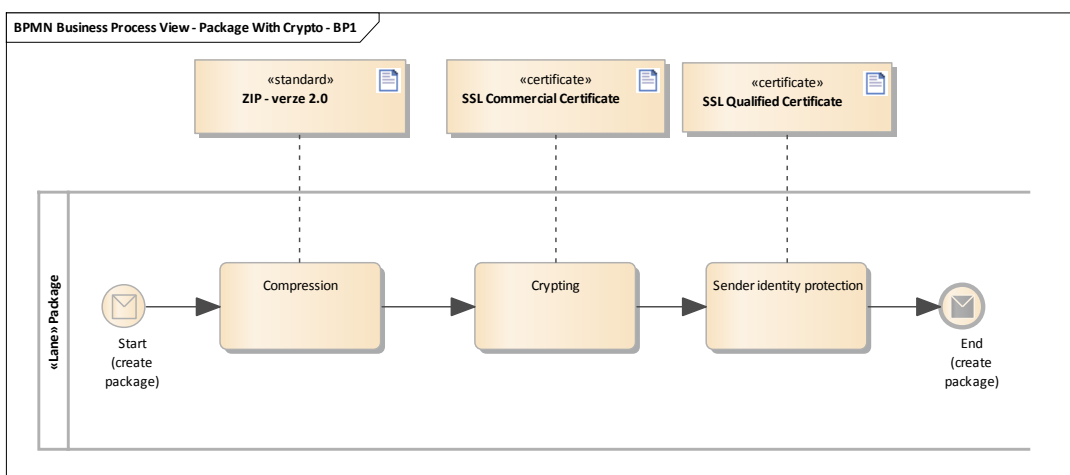 BPMN Business Process View - Package With Crypto - BP1
«standard»
ZIP - verze 2.0
«certificate»
SSL Commercial Certificate
«certificate»
SSL Qualified Certificate
«Lane» Package
Compression
Crypting
Sender identity protection
Start
(create
package)
End
(create
package)